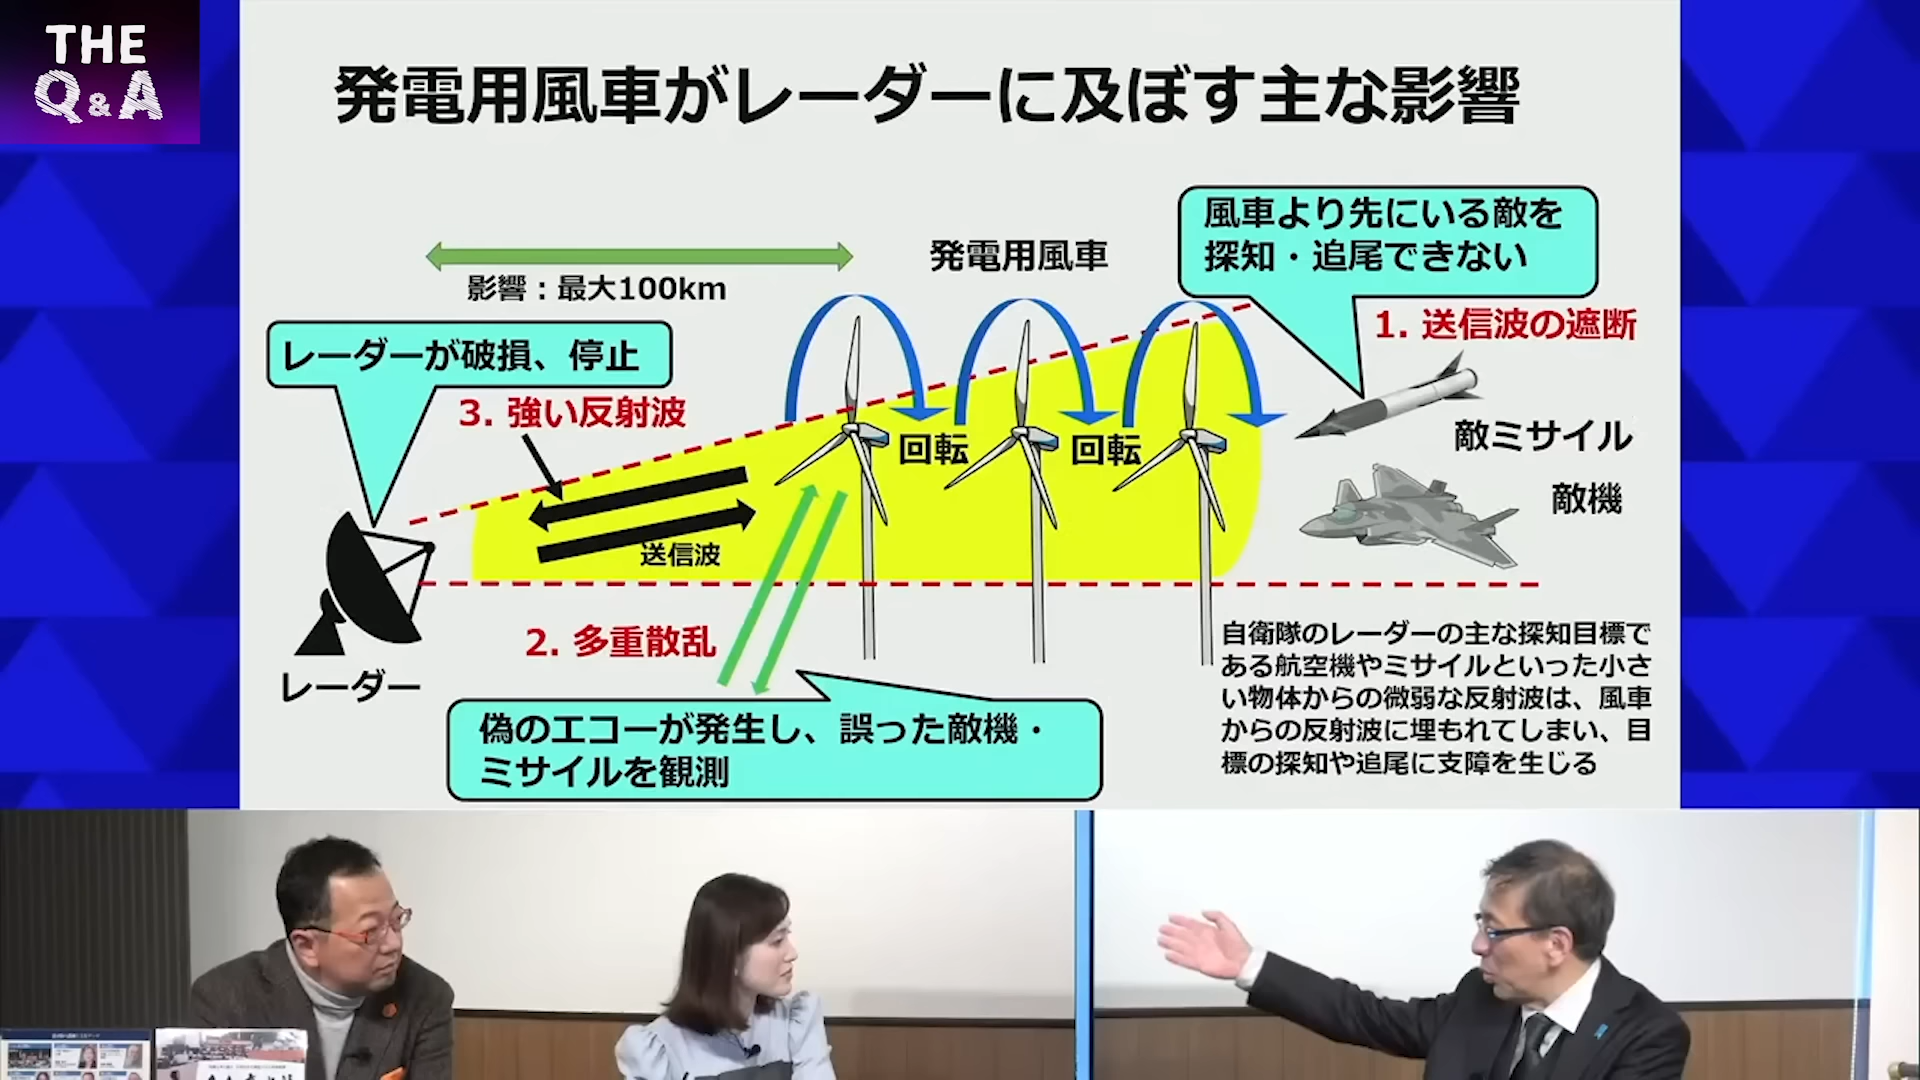 THE
Q&A
発電用風車がレーダーに及ぼす主な影響
風車より先にいる敵を
探知・追尾できない
発電用風車
影響：最大100km
1. 送信波の遮断
レーダーが破損、停止
3. 強い反射波
敵ミサイル
回転
回転
敵機
送信波
2. 多重散乱
レーダー
偽のエコーが発生し、誤った敵機・
ミサイルを観測
自衛隊のレーダーの主な探知目標で
ある航空機やミサイルといった小さ
い物体からの微弱な反射波は、風車
からの反射波に埋もれてしまい、目
標の探知や追尾に支障を生じる